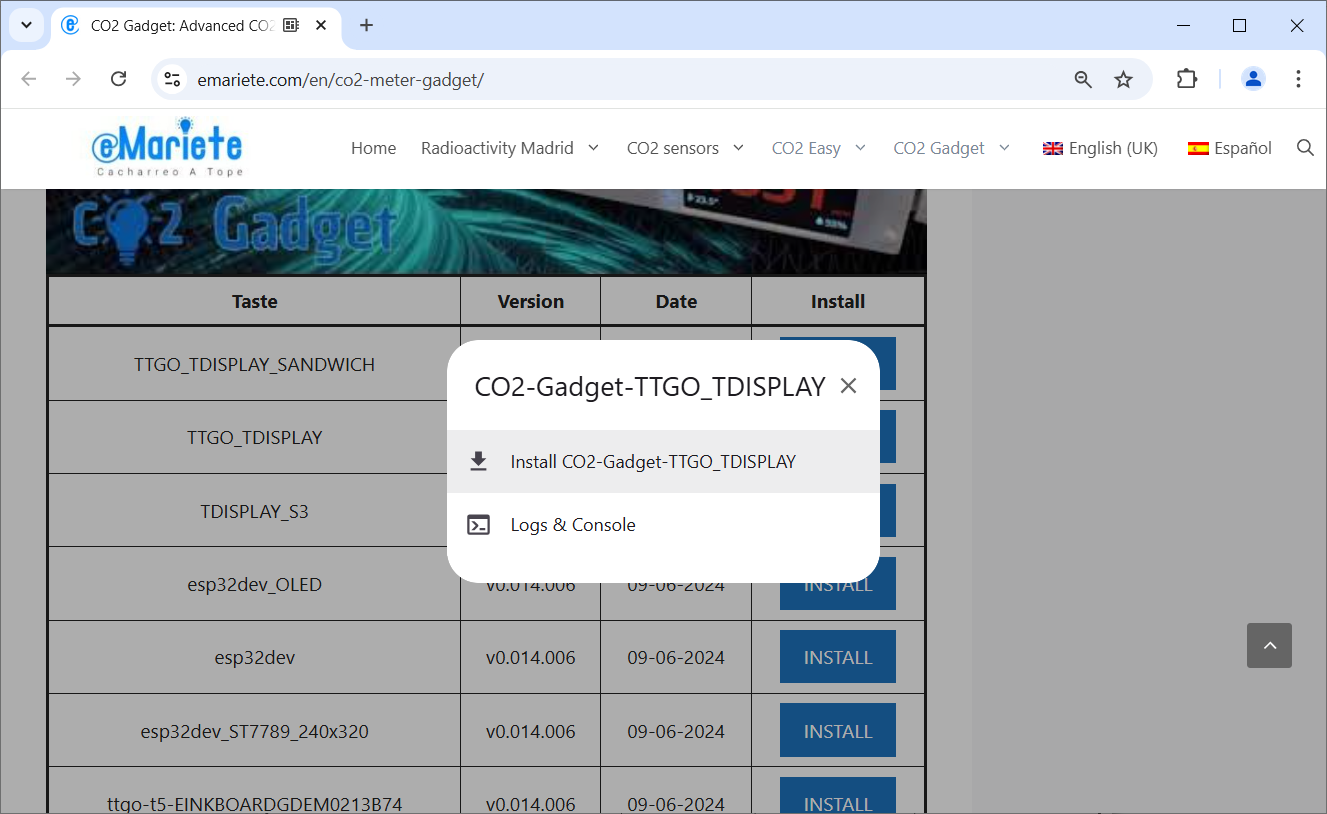 CO2 Gadget: Advanced CO2
emariete.com/en/co2-meter-gadget/
eMariete
Cacharreo A Tope
Home Radioactivity Madrid CO2 sensors CO2 Easy CO2 Gadget English (UK) Español
CO2 Gadget
Taste Version Date Install
TTGO_TDISPLAY_SANDWICH
TTGO_TDISPLAY
TDISPLAY_S3
CO2-Gadget-TTGO_TDISPLAY
Install CO2-Gadget-TTGO_TDISPLAY
Logs & Console
esp32dev_OLED v0.014.006 09-06-2024 INSTALL
esp32dev v0.014.006 09-06-2024 INSTALL
esp32dev_ST7789_240x320 v0.014.006 09-06-2024 INSTALL
ttgo-t5-EINKBOARDGDEM0213B74 v0.014.006 09-06-2024 INSTALL